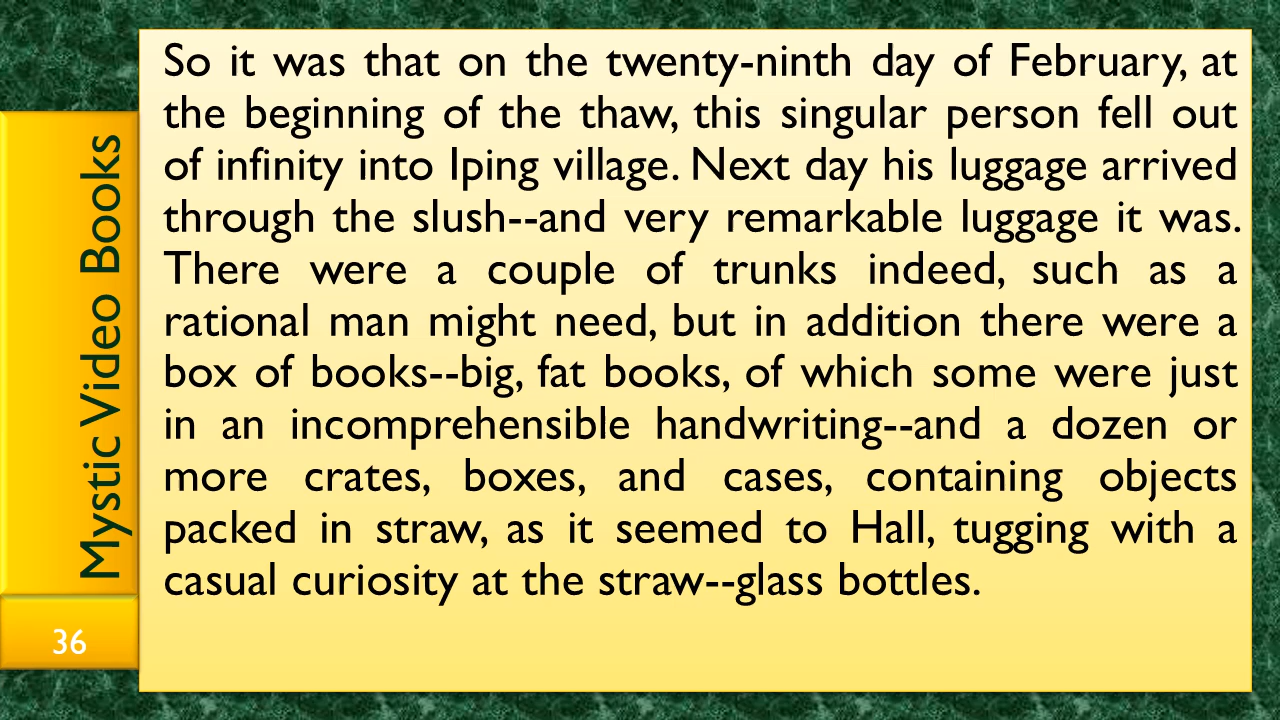 So it was that on the twenty-ninth day of February, at
the beginning of the thaw, this singular person fell out
of infinity into Iping village. Next day his luggage arrived
through the slush--and very remarkable luggage it was.
There were a couple of trunks indeed, such as a
rational man might need, but in addition there were a
box of books--big, fat books, of which some were just
in an incomprehensible handwriting--and a dozen or
more crates, boxes, and cases, containing objects
packed in straw, as it seemed to Hall, tugging with a
casual curiosity at the straw--glass bottles.
Mystic Video Books
36